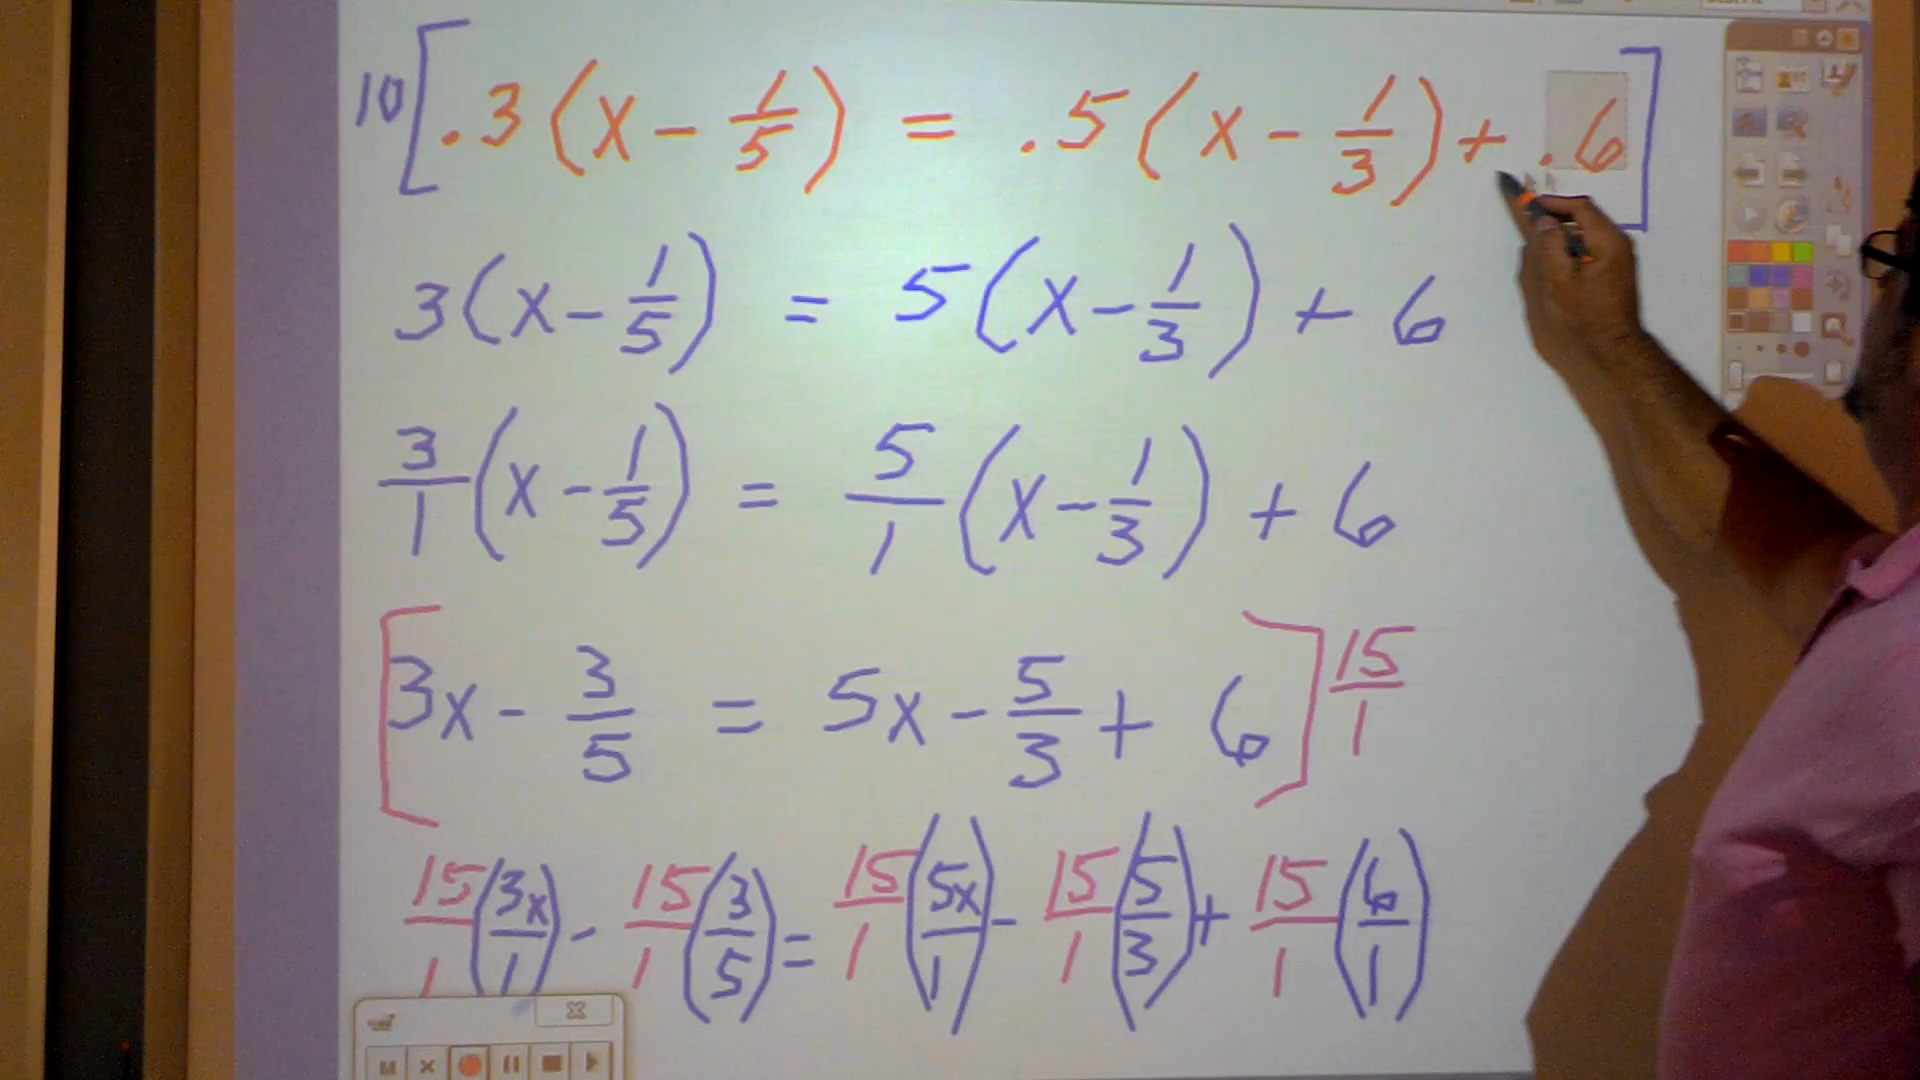 10[.3(x - 1/5) = .5(x - 1/3) + .6]
3(x - 1/5) = 5(x - 1/3) + 6
3/1(x - 1/5) = 5/1(x - 1/3) + 6
[3x - 3/5 = 5x - 5/3 + 6]15/1
15/1(3x/1) - 15/1(3/5) = 15/1(5x/1) - 15/1(5/3) + 15/1(6/1)